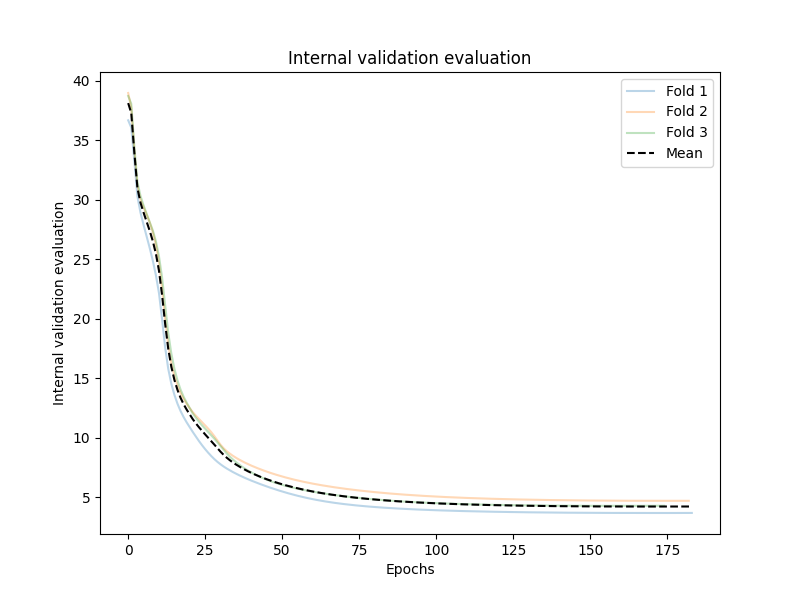 Internal validation evaluation
Fold 1
Fold 2
Fold 3
Mean
Internal validation evaluation
40
35
30
25
20
15
10
5
0 25 50 75 100 125 150 175
Epochs